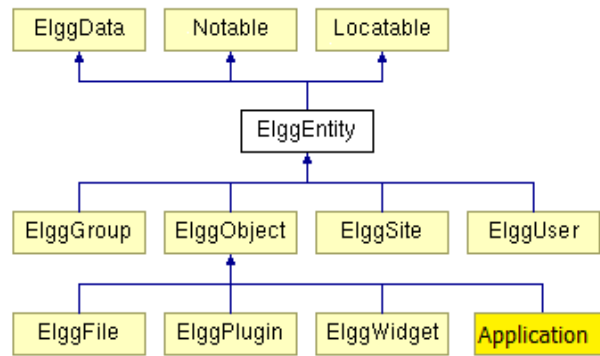 ElggData Notable Locatable
ElggEntity
ElggGroup ElggObject ElggSite ElggUser
ElggFile ElggPlugin ElggWidget Application